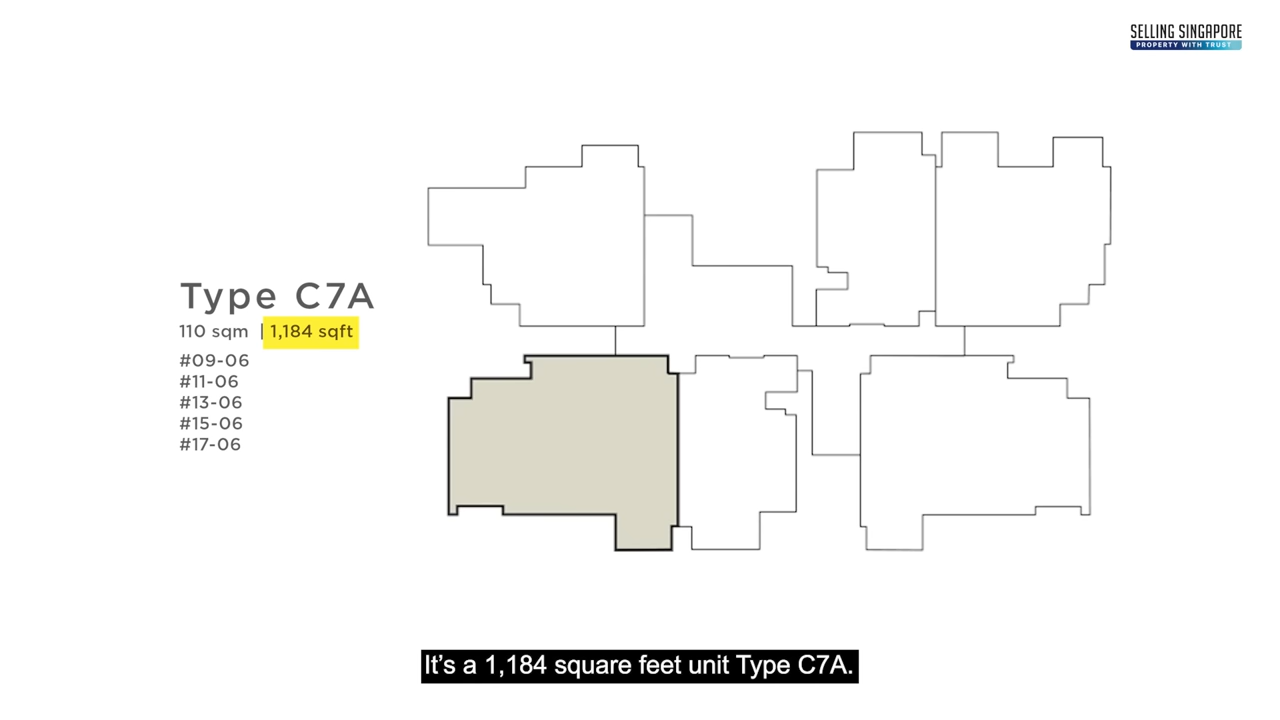 SELLING SINGAPORE
PROPERTY WITH TRUST
Type C7A
110 sqm | 1,184 sqft
#09-06
#11-06
#13-06
#15-06
#17-06
It's a 1,184 square feet unit Type C7A.